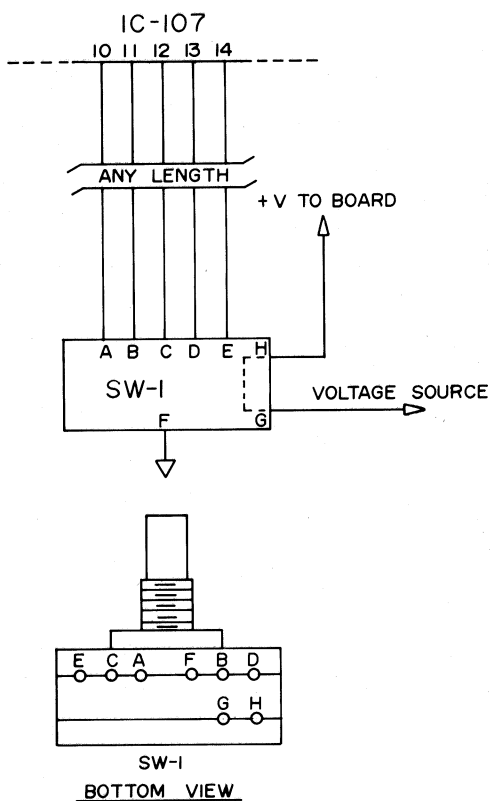 IC-107
10 11 12 13 14
ANY LENGTH
+V TO BOARD
A B C D E H
SW-1
VOLTAGE SOURCE
F G
E C A F B D
G H
SW-1
BOTTOM VIEW